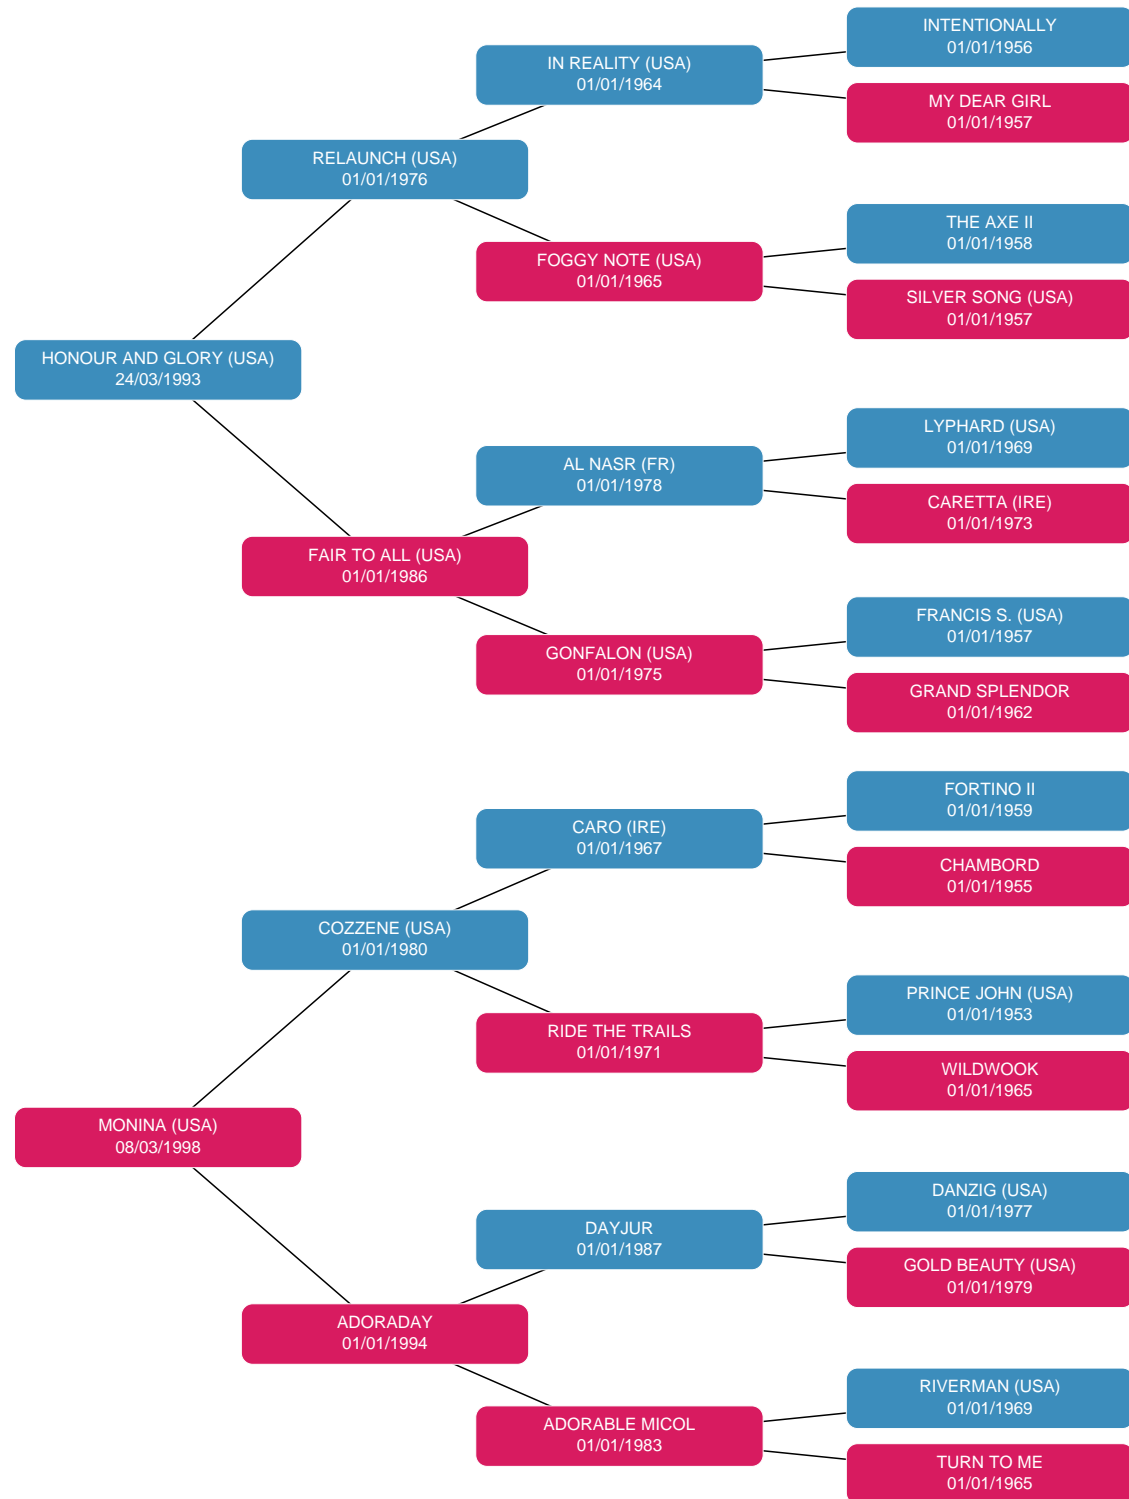 INTENTIONALLY
01/01/1956
IN REALITY (USA)
01/01/1964
MY DEAR GIRL
01/01/1957
RELAUNCH (USA)
01/01/1976
THE AXE II
01/01/1958
FOGGY NOTE (USA)
01/01/1965
SILVER SONG (USA)
01/01/1957
HONOUR AND GLORY (USA)
24/03/1993
LYPHARD (USA)
01/01/1969
AL NASR (FR)
01/01/1978
CARETTA (IRE)
01/01/1973
FAIR TO ALL (USA)
01/01/1986
FRANCIS S. (USA)
01/01/1957
GONFALON (USA)
01/01/1975
GRAND SPLENDOR
01/01/1962
FORTINO II
01/01/1959
CARO (IRE)
01/01/1967
CHAMBORD
01/01/1955
COZZENE (USA)
01/01/1980
PRINCE JOHN (USA)
01/01/1953
RIDE THE TRAILS
01/01/1971
WILDWOOK
01/01/1965
MONINA (USA)
08/03/1998
DANZIG (USA)
01/01/1977
DAYJUR
01/01/1987
GOLD BEAUTY (USA)
01/01/1979
ADORADAY
01/01/1994
RIVERMAN (USA)
01/01/1969
ADORABLE MICOL
01/01/1983
TURN TO ME
01/01/1965